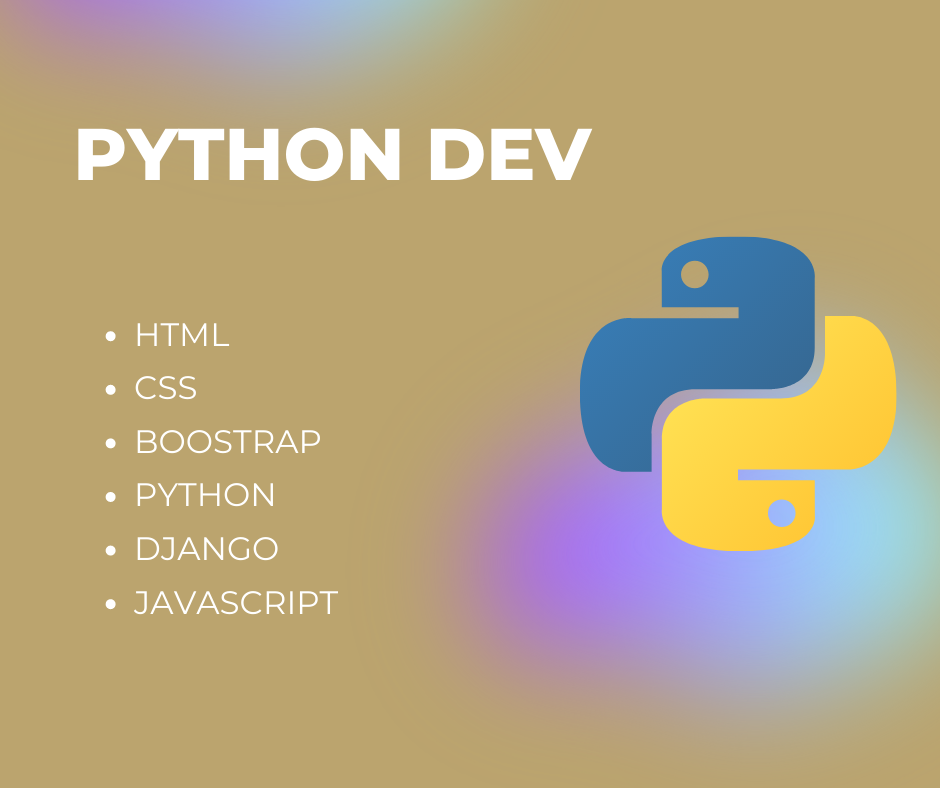 PYTHON DEV
HTML
CSS
BOOSTRAP
PYTHON
DJANGO
JAVASCRIPT